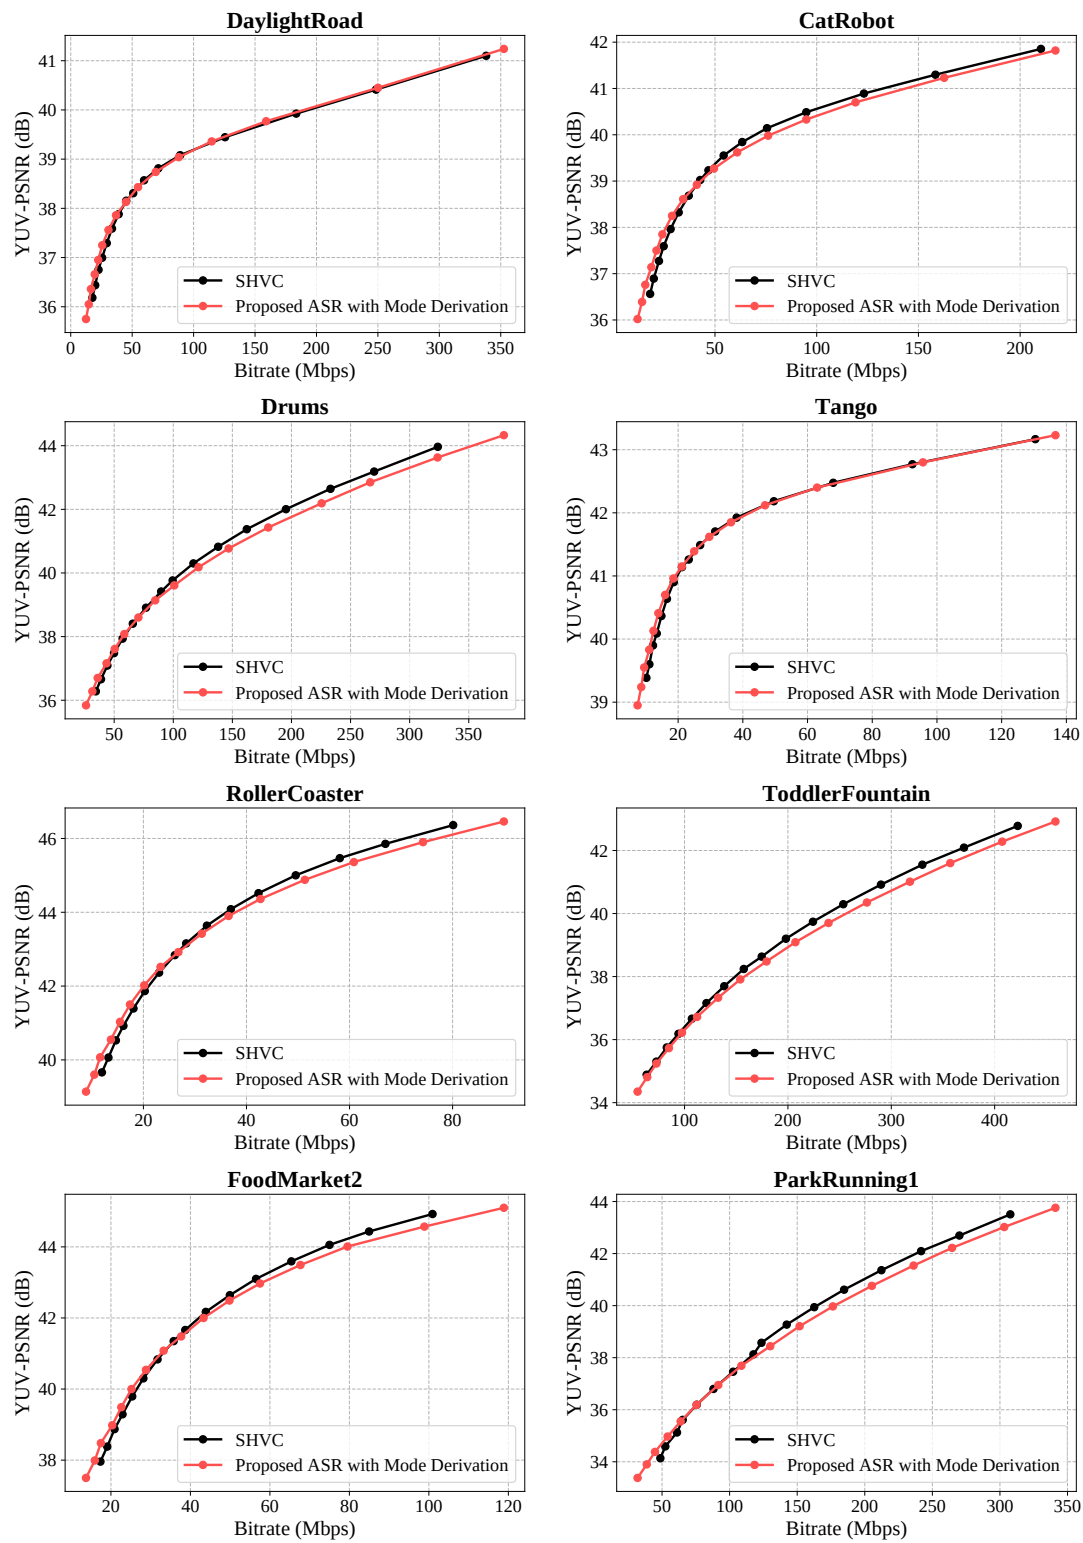 DaylightRoad
YUV-PSNR (dB)
41
40
39
38
37
36
SHVC
Proposed ASR with Mode Derivation
0 50 100 150 200 250 300 350
Bitrate (Mbps)
CatRobot
YUV-PSNR (dB)
42
41
40
39
38
37
36
SHVC
Proposed ASR with Mode Derivation
50 100 150 200
Bitrate (Mbps)
Drums
YUV-PSNR (dB)
44
42
40
38
36
SHVC
Proposed ASR with Mode Derivation
50 100 150 200 250 300 350
Bitrate (Mbps)
Tango
YUV-PSNR (dB)
43
42
41
40
39
SHVC
Proposed ASR with Mode Derivation
20 40 60 80 100 120 140
Bitrate (Mbps)
RollerCoaster
YUV-PSNR (dB)
46
44
42
40
SHVC
Proposed ASR with Mode Derivation
20 40 60 80
Bitrate (Mbps)
ToddlerFountain
YUV-PSNR (dB)
42
40
38
36
34
SHVC
Proposed ASR with Mode Derivation
100 200 300 400
Bitrate (Mbps)
FoodMarket2
YUV-PSNR (dB)
44
42
40
38
SHVC
Proposed ASR with Mode Derivation
20 40 60 80 100 120
Bitrate (Mbps)
ParkRunning1
YUV-PSNR (dB)
44
42
40
38
36
34
SHVC
Proposed ASR with Mode Derivation
50 100 150 200 250 300 350
Bitrate (Mbps)